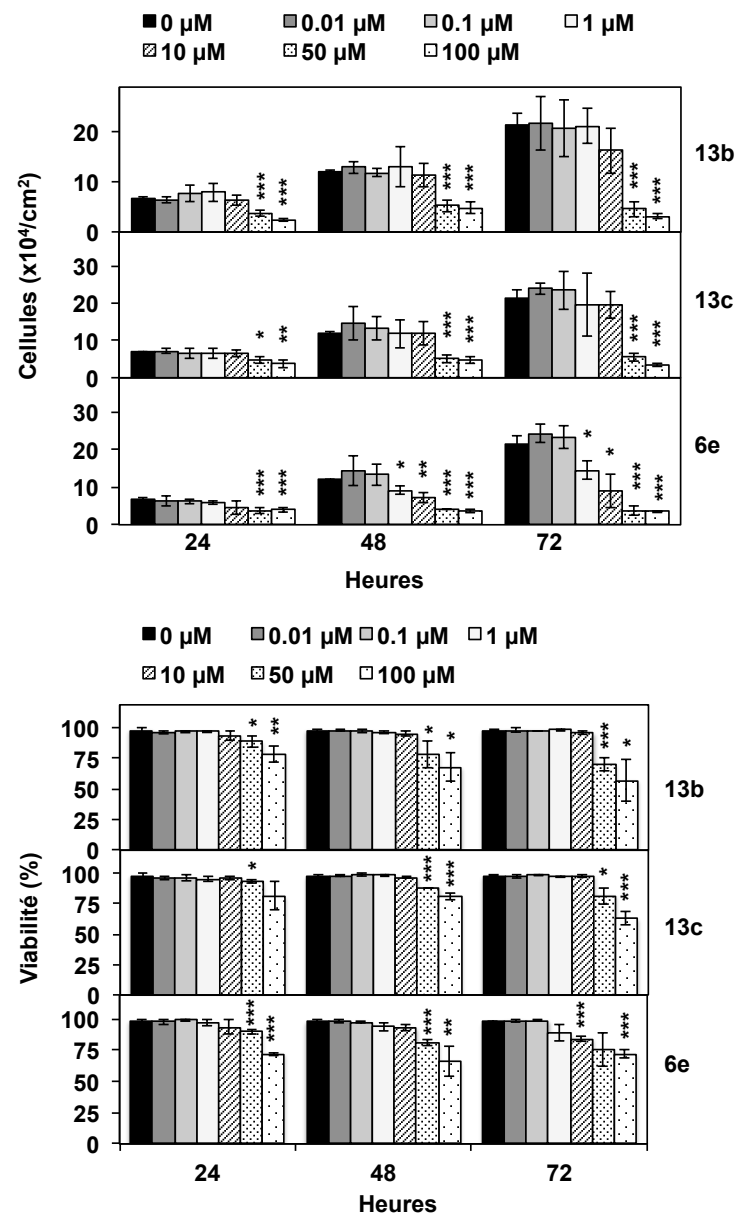 0 µM 0.01 µM 0.1 µM 1 µM
10 µM 50 µM 100 µM
Cellules (x10⁴/cm²)
20
10
0
*** *** *** *** *** ***
13b
30
20
10
0
* ** *** *** *** ***
13c
30
20
10
0
*** *** * ** *** *** * * *** ***
6e
24 48 72
Heures
0 µM 0.01 µM 0.1 µM 1 µM
10 µM 50 µM 100 µM
Viabilité (%)
100
75
50
25
0
* ** * * *** *
13b
100
75
50
25
0
* *** *** * ***
13c
100
75
50
25
0
*** *** *** ** *** ***
6e
24 48 72
Heures